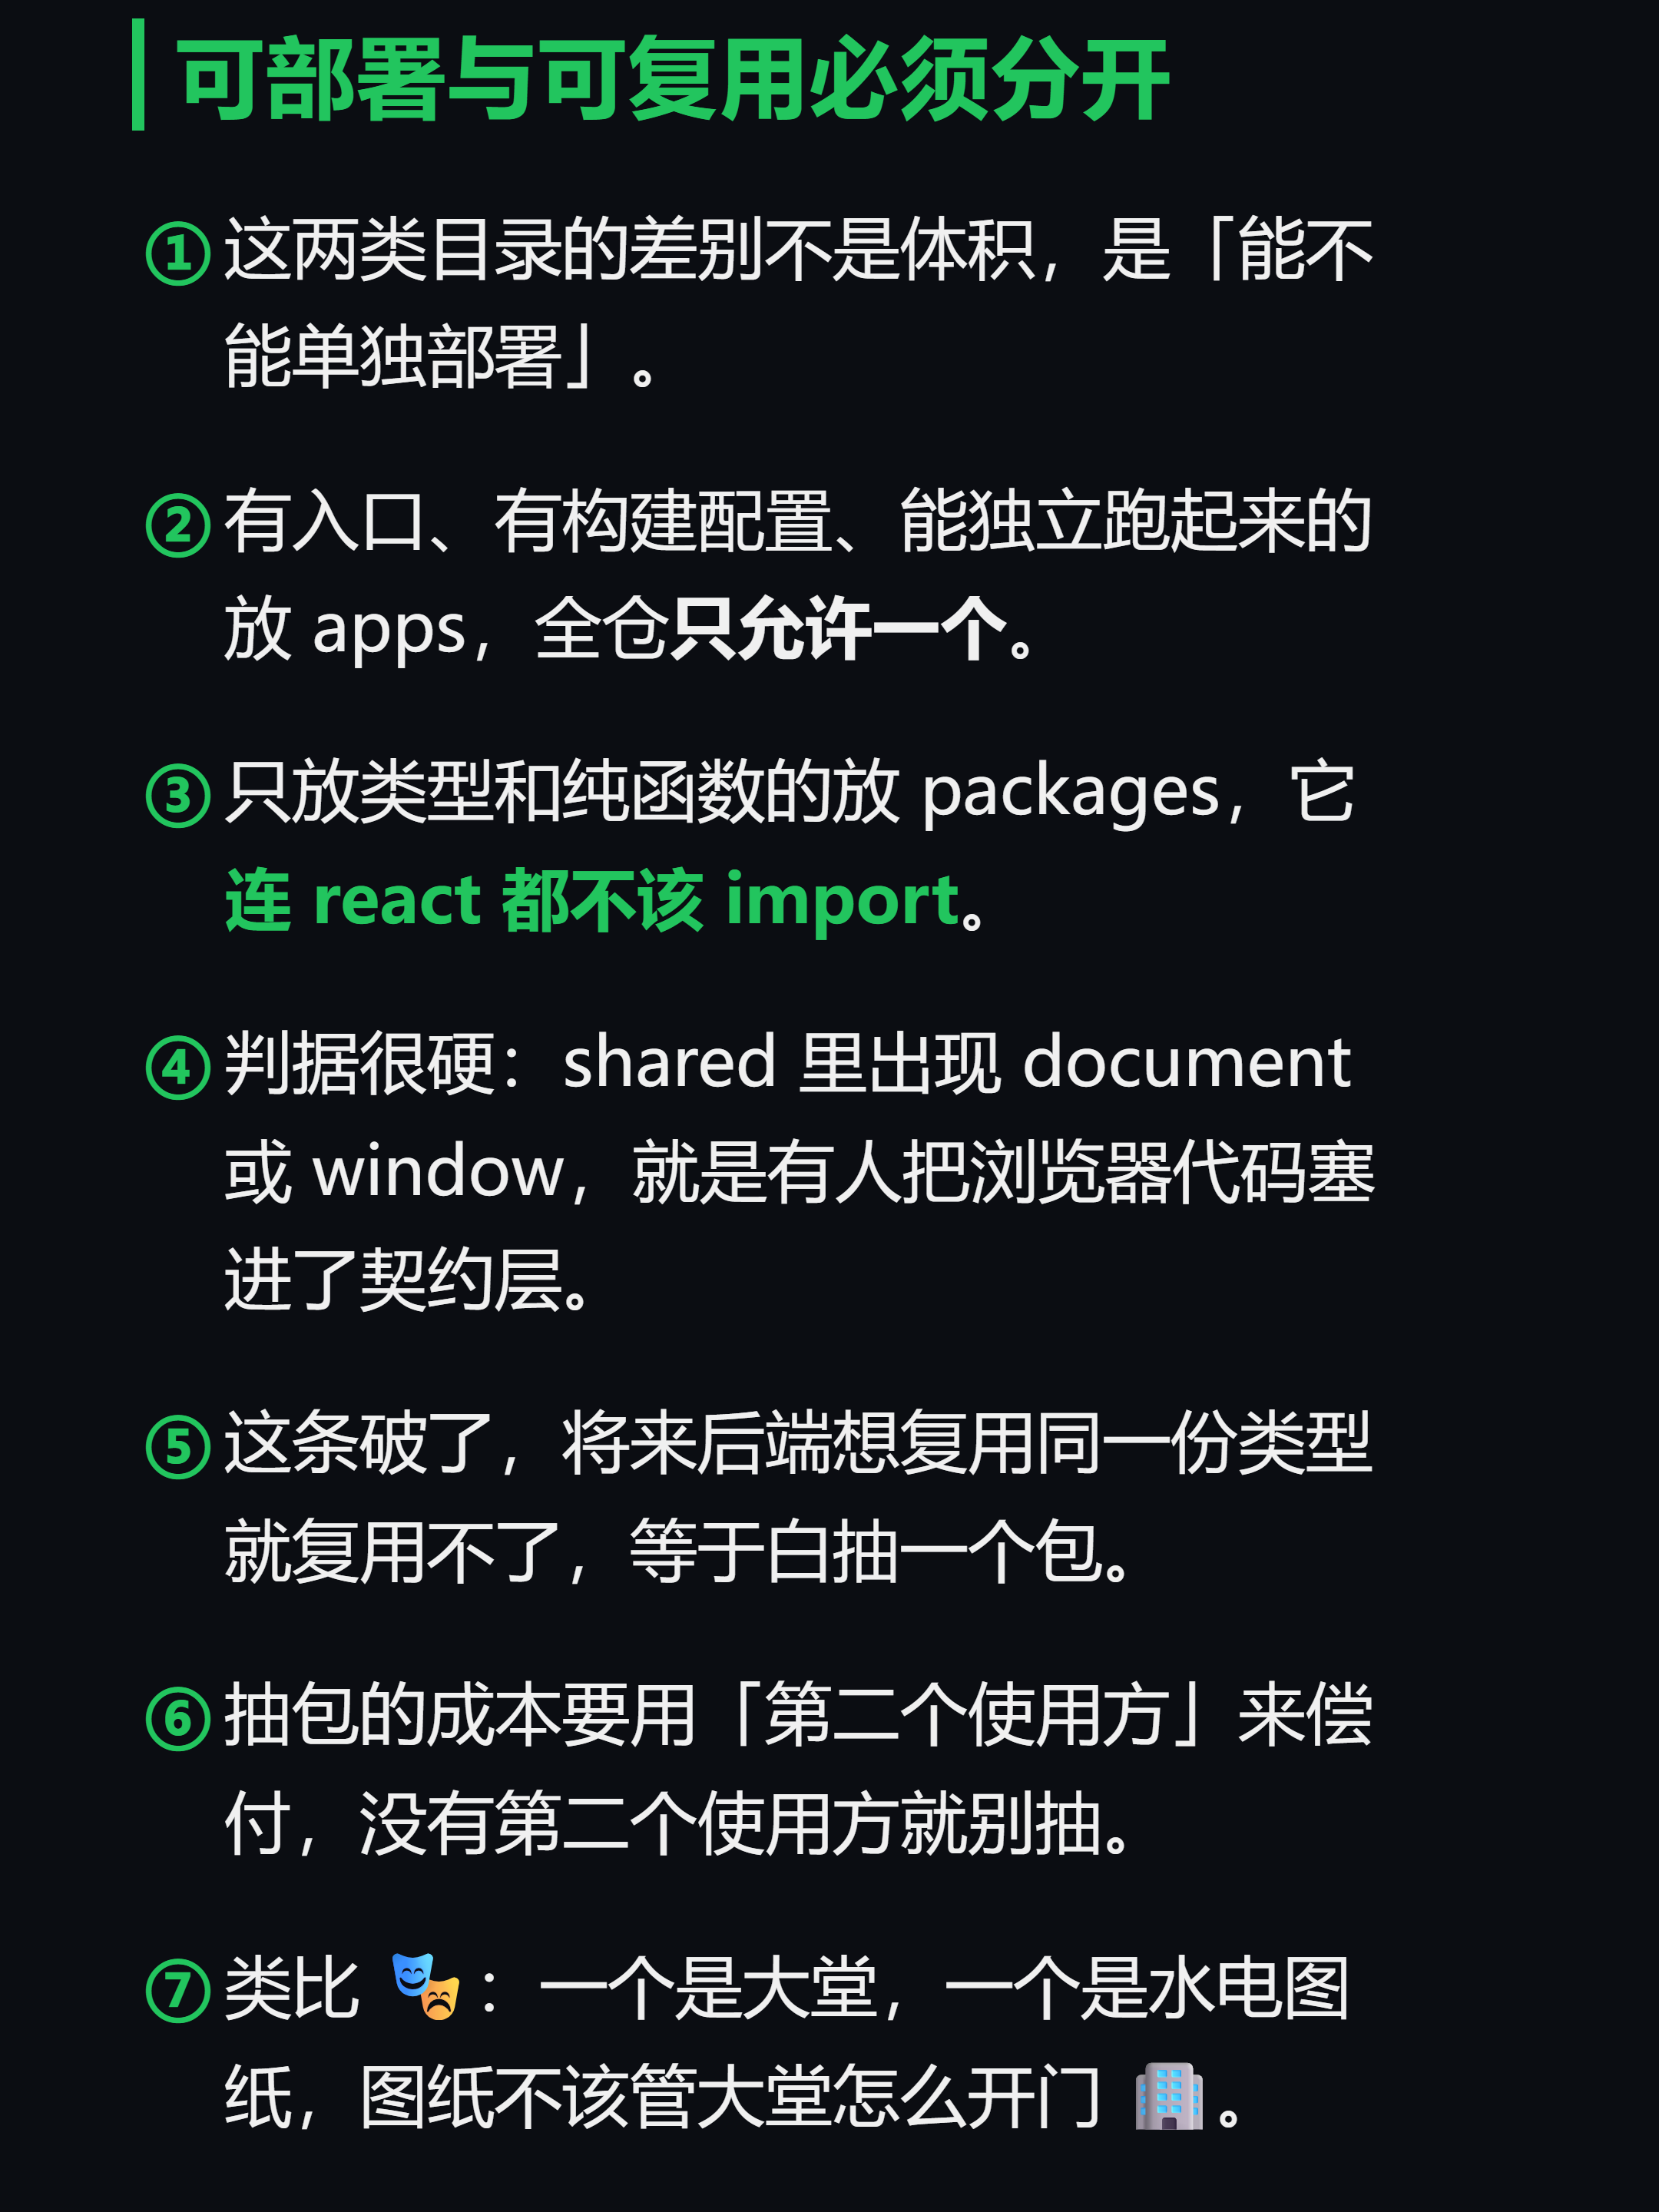 可部署与可复用必须分开
① 这两类目录的差别不是体积，是「能不
能单独部署」。
② 有入口、有构建配置、能独立跑起来的
放 apps，全仓只允许一个。
③ 只放类型和纯函数的放 packages，它
连 react 都不该 import。
④ 判据很硬：shared 里出现 document
或 window，就是有人把浏览器代码塞
进了契约层。
⑤ 这条破了，将来后端想复用同一份类型
就复用不了，等于白抽一个包。
⑥ 抽包的成本要用「第二个使用方」来偿
付，没有第二个使用方就别抽。
⑦ 类比 🎭：一个是大堂，一个是水电图
纸，图纸不该管大堂怎么开门 🏢。